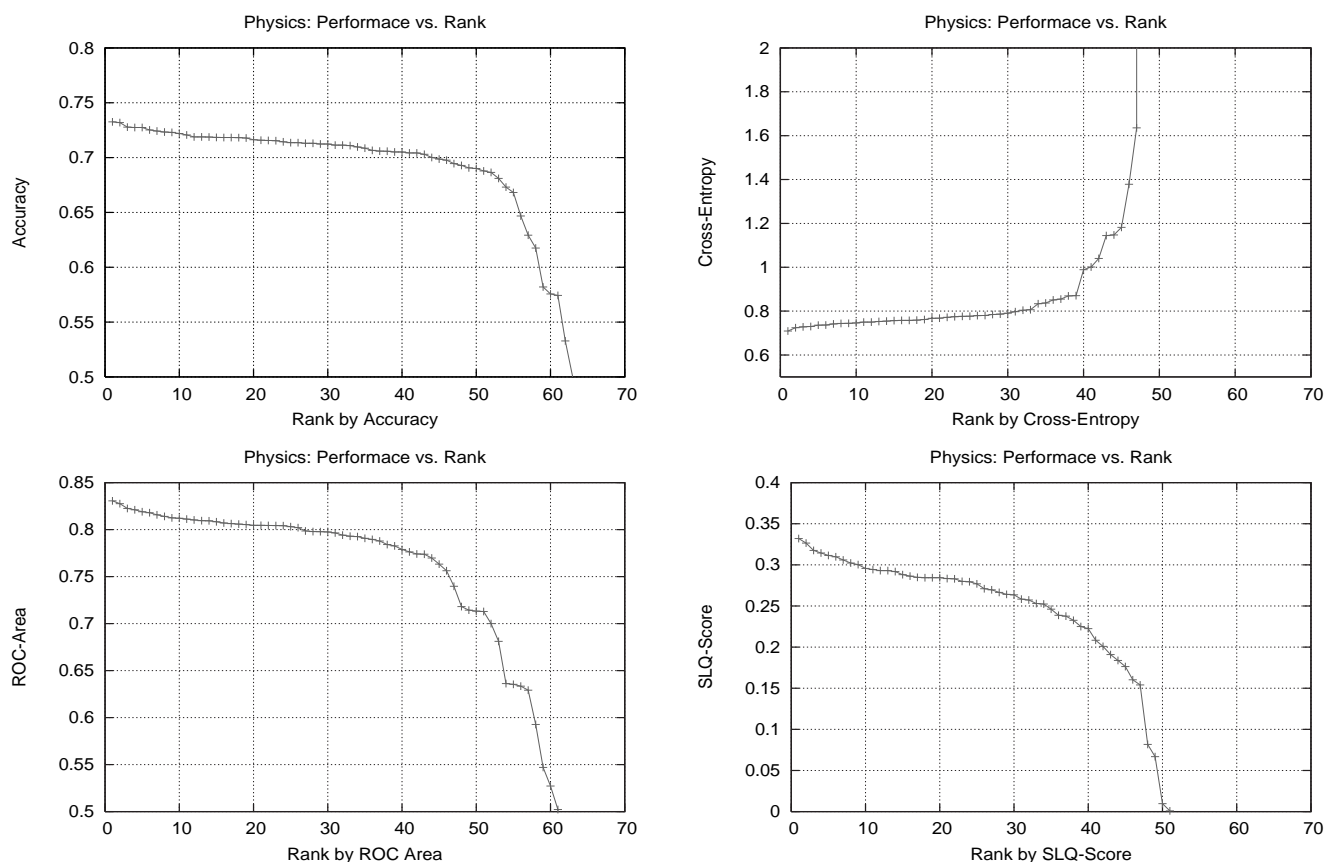 Physics: Performace vs. Rank
0.8
0.75
0.7
0.65
0.6
0.55
0.5
Accuracy
0 10 20 30 40 50 60 70
Rank by Accuracy
Physics: Performace vs. Rank
2
1.8
1.6
1.4
1.2
1
0.8
0.6
Cross-Entropy
0 10 20 30 40 50 60 70
Rank by Cross-Entropy
Physics: Performace vs. Rank
0.85
0.8
0.75
0.7
0.65
0.6
0.55
0.5
ROC-Area
0 10 20 30 40 50 60 70
Rank by ROC Area
Physics: Performace vs. Rank
0.4
0.35
0.3
0.25
0.2
0.15
0.1
0.05
0
SLQ-Score
0 10 20 30 40 50 60 70
Rank by SLQ-Score